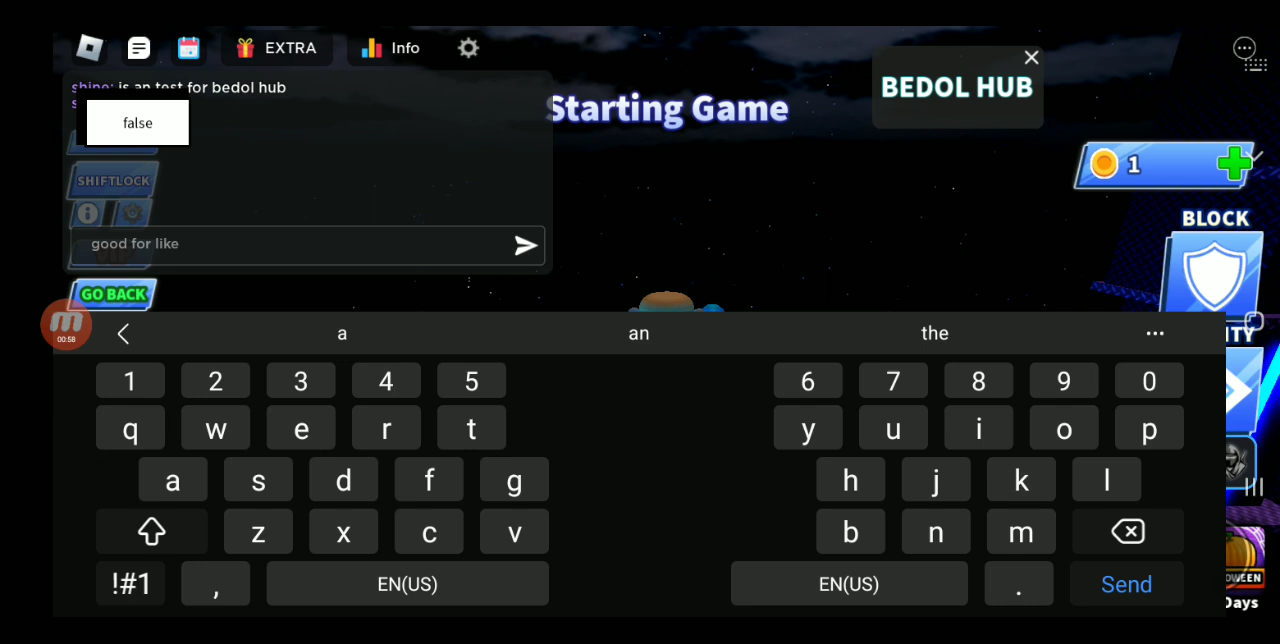 EXTRA
Info
shine: is an test for bedol hub
false
Starting Game
BEDOL HUB
1
SHIFTLOCK
BLOCK
good for like
GO BACK
00:58
a an the
1 2 3 4 5 6 7 8 9 0
q w e r t y u i o p
a s d f g h j k l
z x c v b n m
!#1 , EN(US) EN(US) . Send
Days